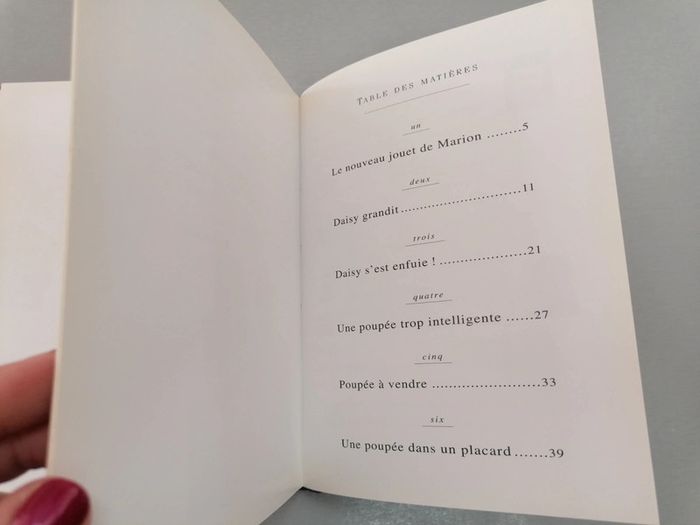 TABLE DES MATIÈRES
un
Le nouveau jouet de Marion ........5
deux
Daisy grandit............................11
trois
Daisy s'est enfuie ! ....................21
quatre
Une poupée trop intelligente ......27
cinq
Poupée à vendre .........................33
six
Une poupée dans un placard.......39